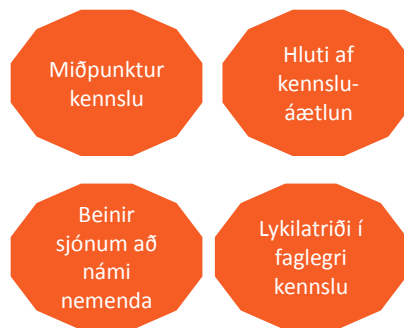 Miðpunktur
kennslu
Hluti af
kennslu-
áætlun
Beinir
sjónum að
námi
nemenda
Lykilatriði í
faglegri
kennslu